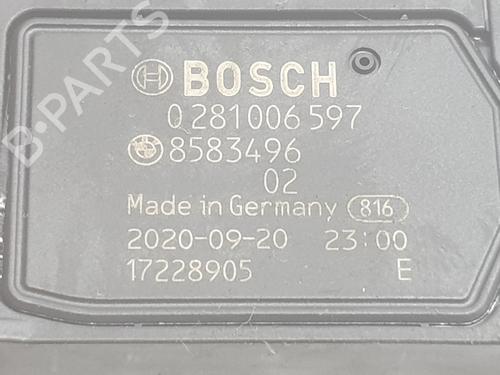 B-PARTS
BOSCH
0 281 006 597
8583496
02
Made in Germany 816
2020-09-20 23:00
17228905 E